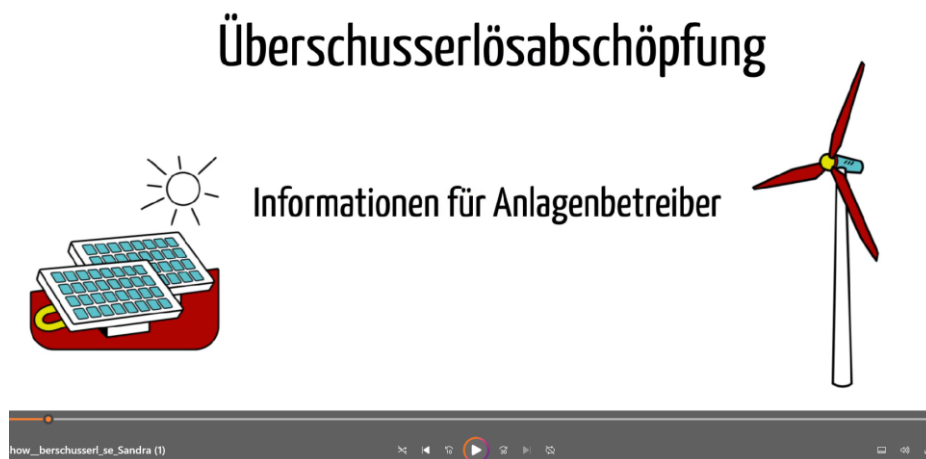 Überschusserlösabschöpfung
Informationen für Anlagenbetreiber
how__berschusserl_se_Sandra (1)